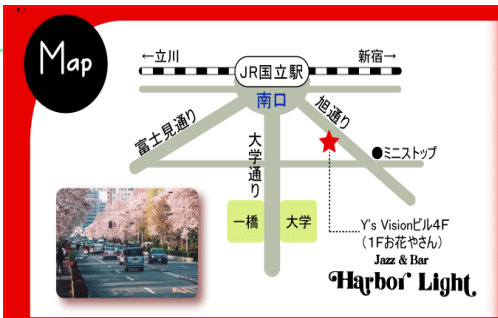 Map
←立川
新宿→
JR国立駅
南口
旭通り
富士見通り
大学通り
●ミニストップ
一橋 大学
Y's Visionビル4F
(1Fお花やさん)
Jazz & Bar
Harbor Light